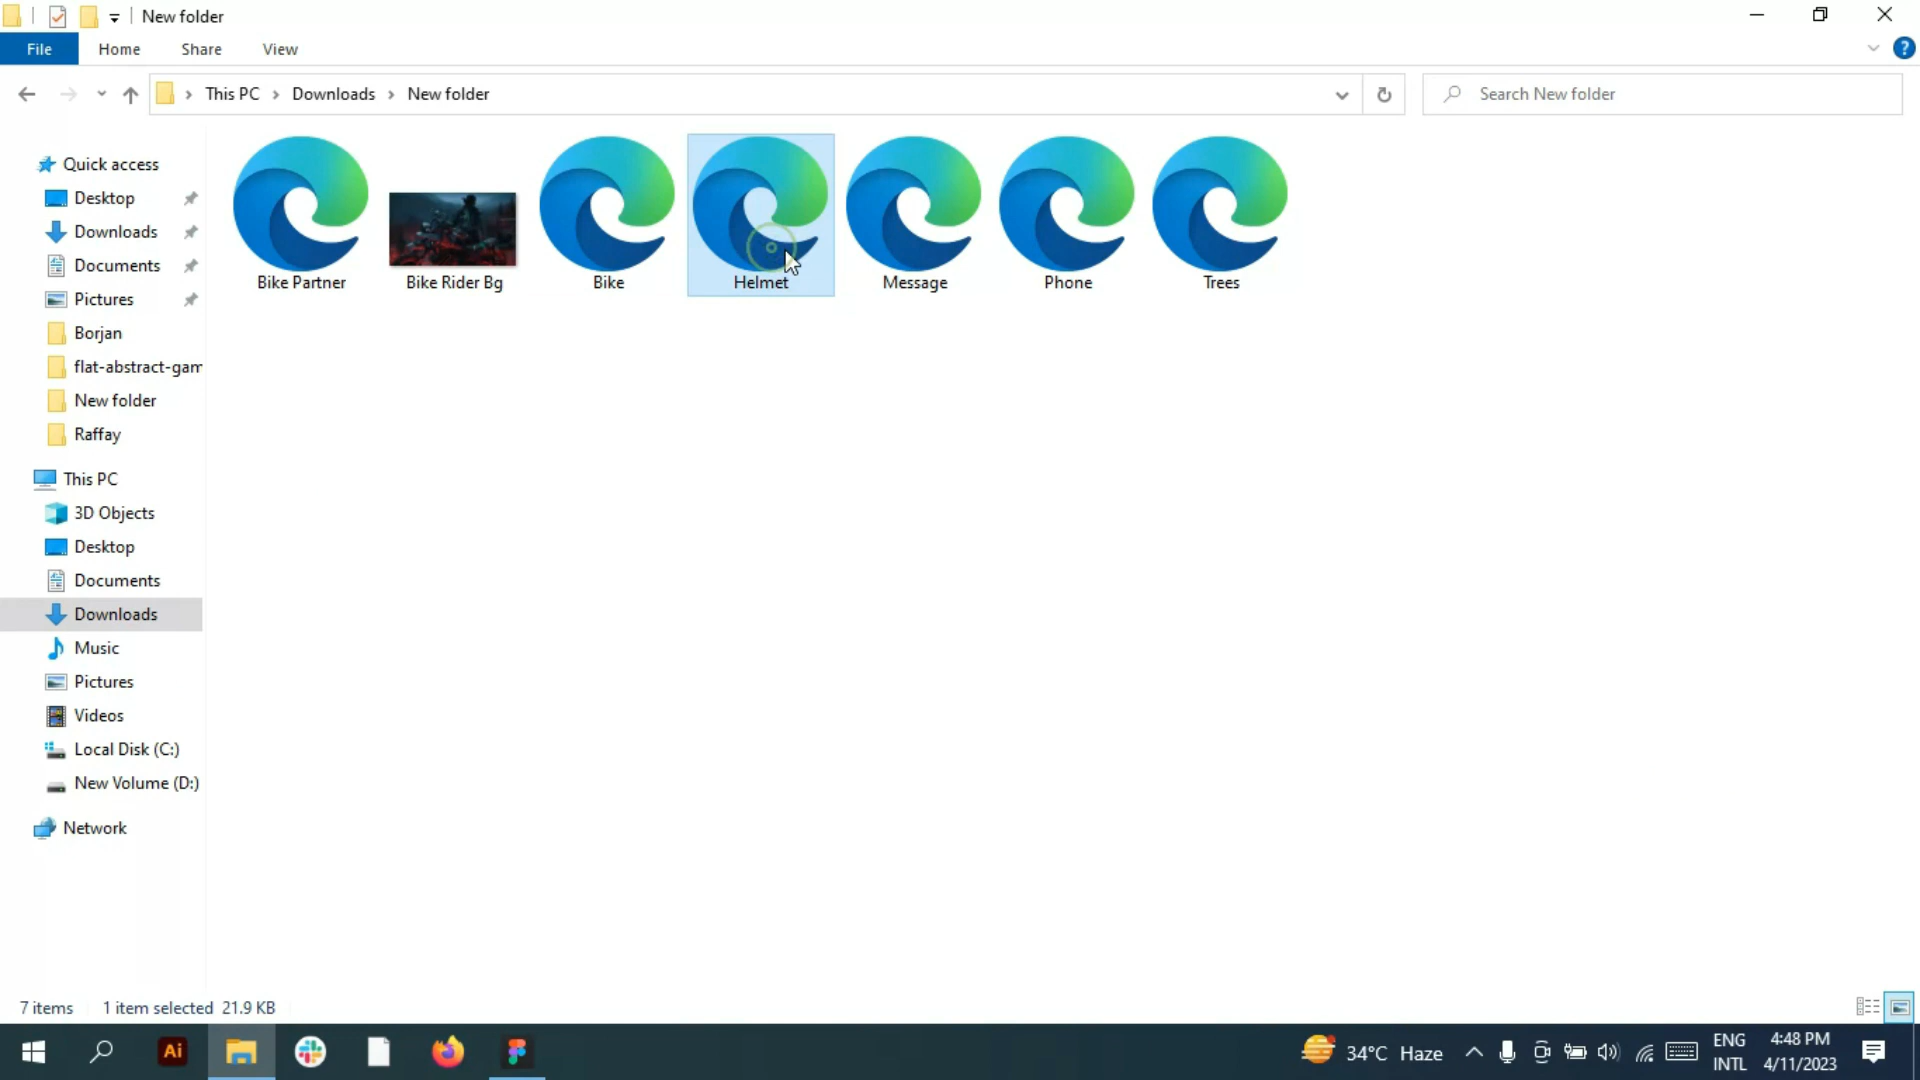 New folder
File Home Share View
This PC Downloads New folder
Search New folder
Quick access
Desktop
Downloads
Documents
Pictures
Borjan
flat-abstract-gam
New folder
Raffay
This PC
3D Objects
Desktop
Documents
Downloads
Music
Pictures
Videos
Local Disk (C:)
New Volume (D:)
Network
Bike Partner Bike Rider Bg Bike Helmet Message Phone Trees
7 items 1 item selected 21.9 KB
Ai
34°C Haze
ENG
INTL
4:48 PM
4/11/2023